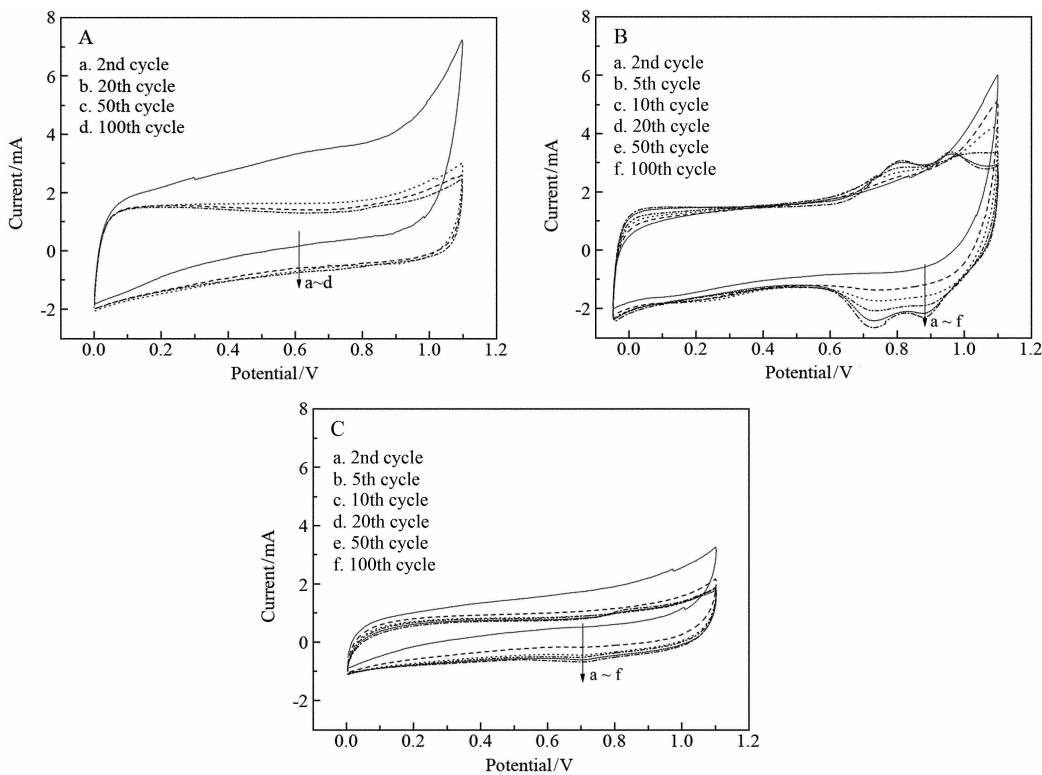 A
a. 2nd cycle
b. 20th cycle
c. 50th cycle
d. 100th cycle
8
6
4
2
0
-2
Current/mA
a~d
0.0 0.2 0.4 0.6 0.8 1.0 1.2
Potential/V
B
a. 2nd cycle
b. 5th cycle
c. 10th cycle
d. 20th cycle
e. 50th cycle
f. 100th cycle
8
6
4
2
0
-2
Current/mA
a ~ f
0.0 0.2 0.4 0.6 0.8 1.0 1.2
Potential/V
C
a. 2nd cycle
b. 5th cycle
c. 10th cycle
d. 20th cycle
e. 50th cycle
f. 100th cycle
8
6
4
2
0
-2
Current/mA
a ~ f
0.0 0.2 0.4 0.6 0.8 1.0 1.2
Potential/V